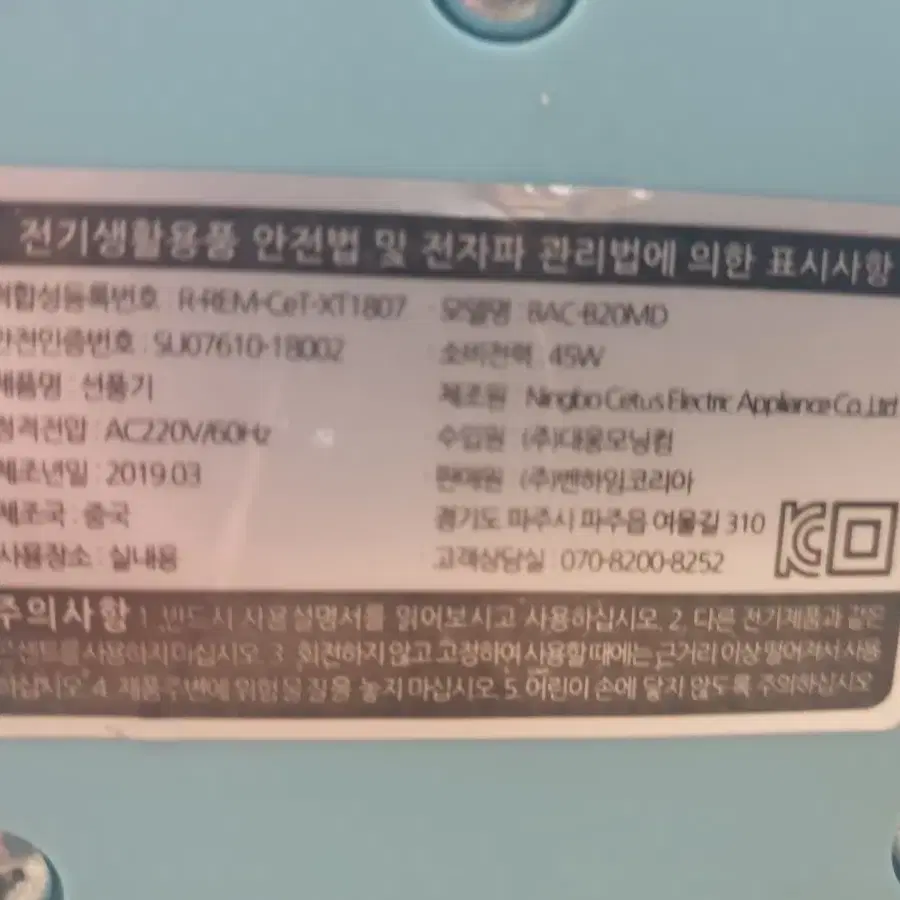 전기생활용품 안전법 및 전자파 관리법에 의한 표시사항
적합성등록번호 R-REM-CeT-XT1807
안전인증번호 : SU07610-18002
제품명 : 선풍기
정격전압 : AC220V/60Hz
제조년월 : 2019.03
제조국 : 중국
사용장소 : 실내용
모델명 BAC-B20MD
소비전력 45W
제조원 Ningbo Cetus Electric Appliance Co.,Ltd
수입원 (주)대웅모닝컴
판매원 (주)벤하임코리아
경기도 파주시 파주읍 여물길 310
고객상담실 : 070-8200-8252
주의사항 1. 반드시 사용설명서를 읽어보시고 사용하십시오. 2. 다른 전기제품과 같은
콘센트를 사용하지마십시오. 3. 회전하지 않고 고정하여 사용할 때에는 근거리 이상 떨어져서 사용
하십시오 4. 제품주변에 위험물질을 놓지 마십시오. 5. 어린이 손에 닿지 않도록 주의하십시오